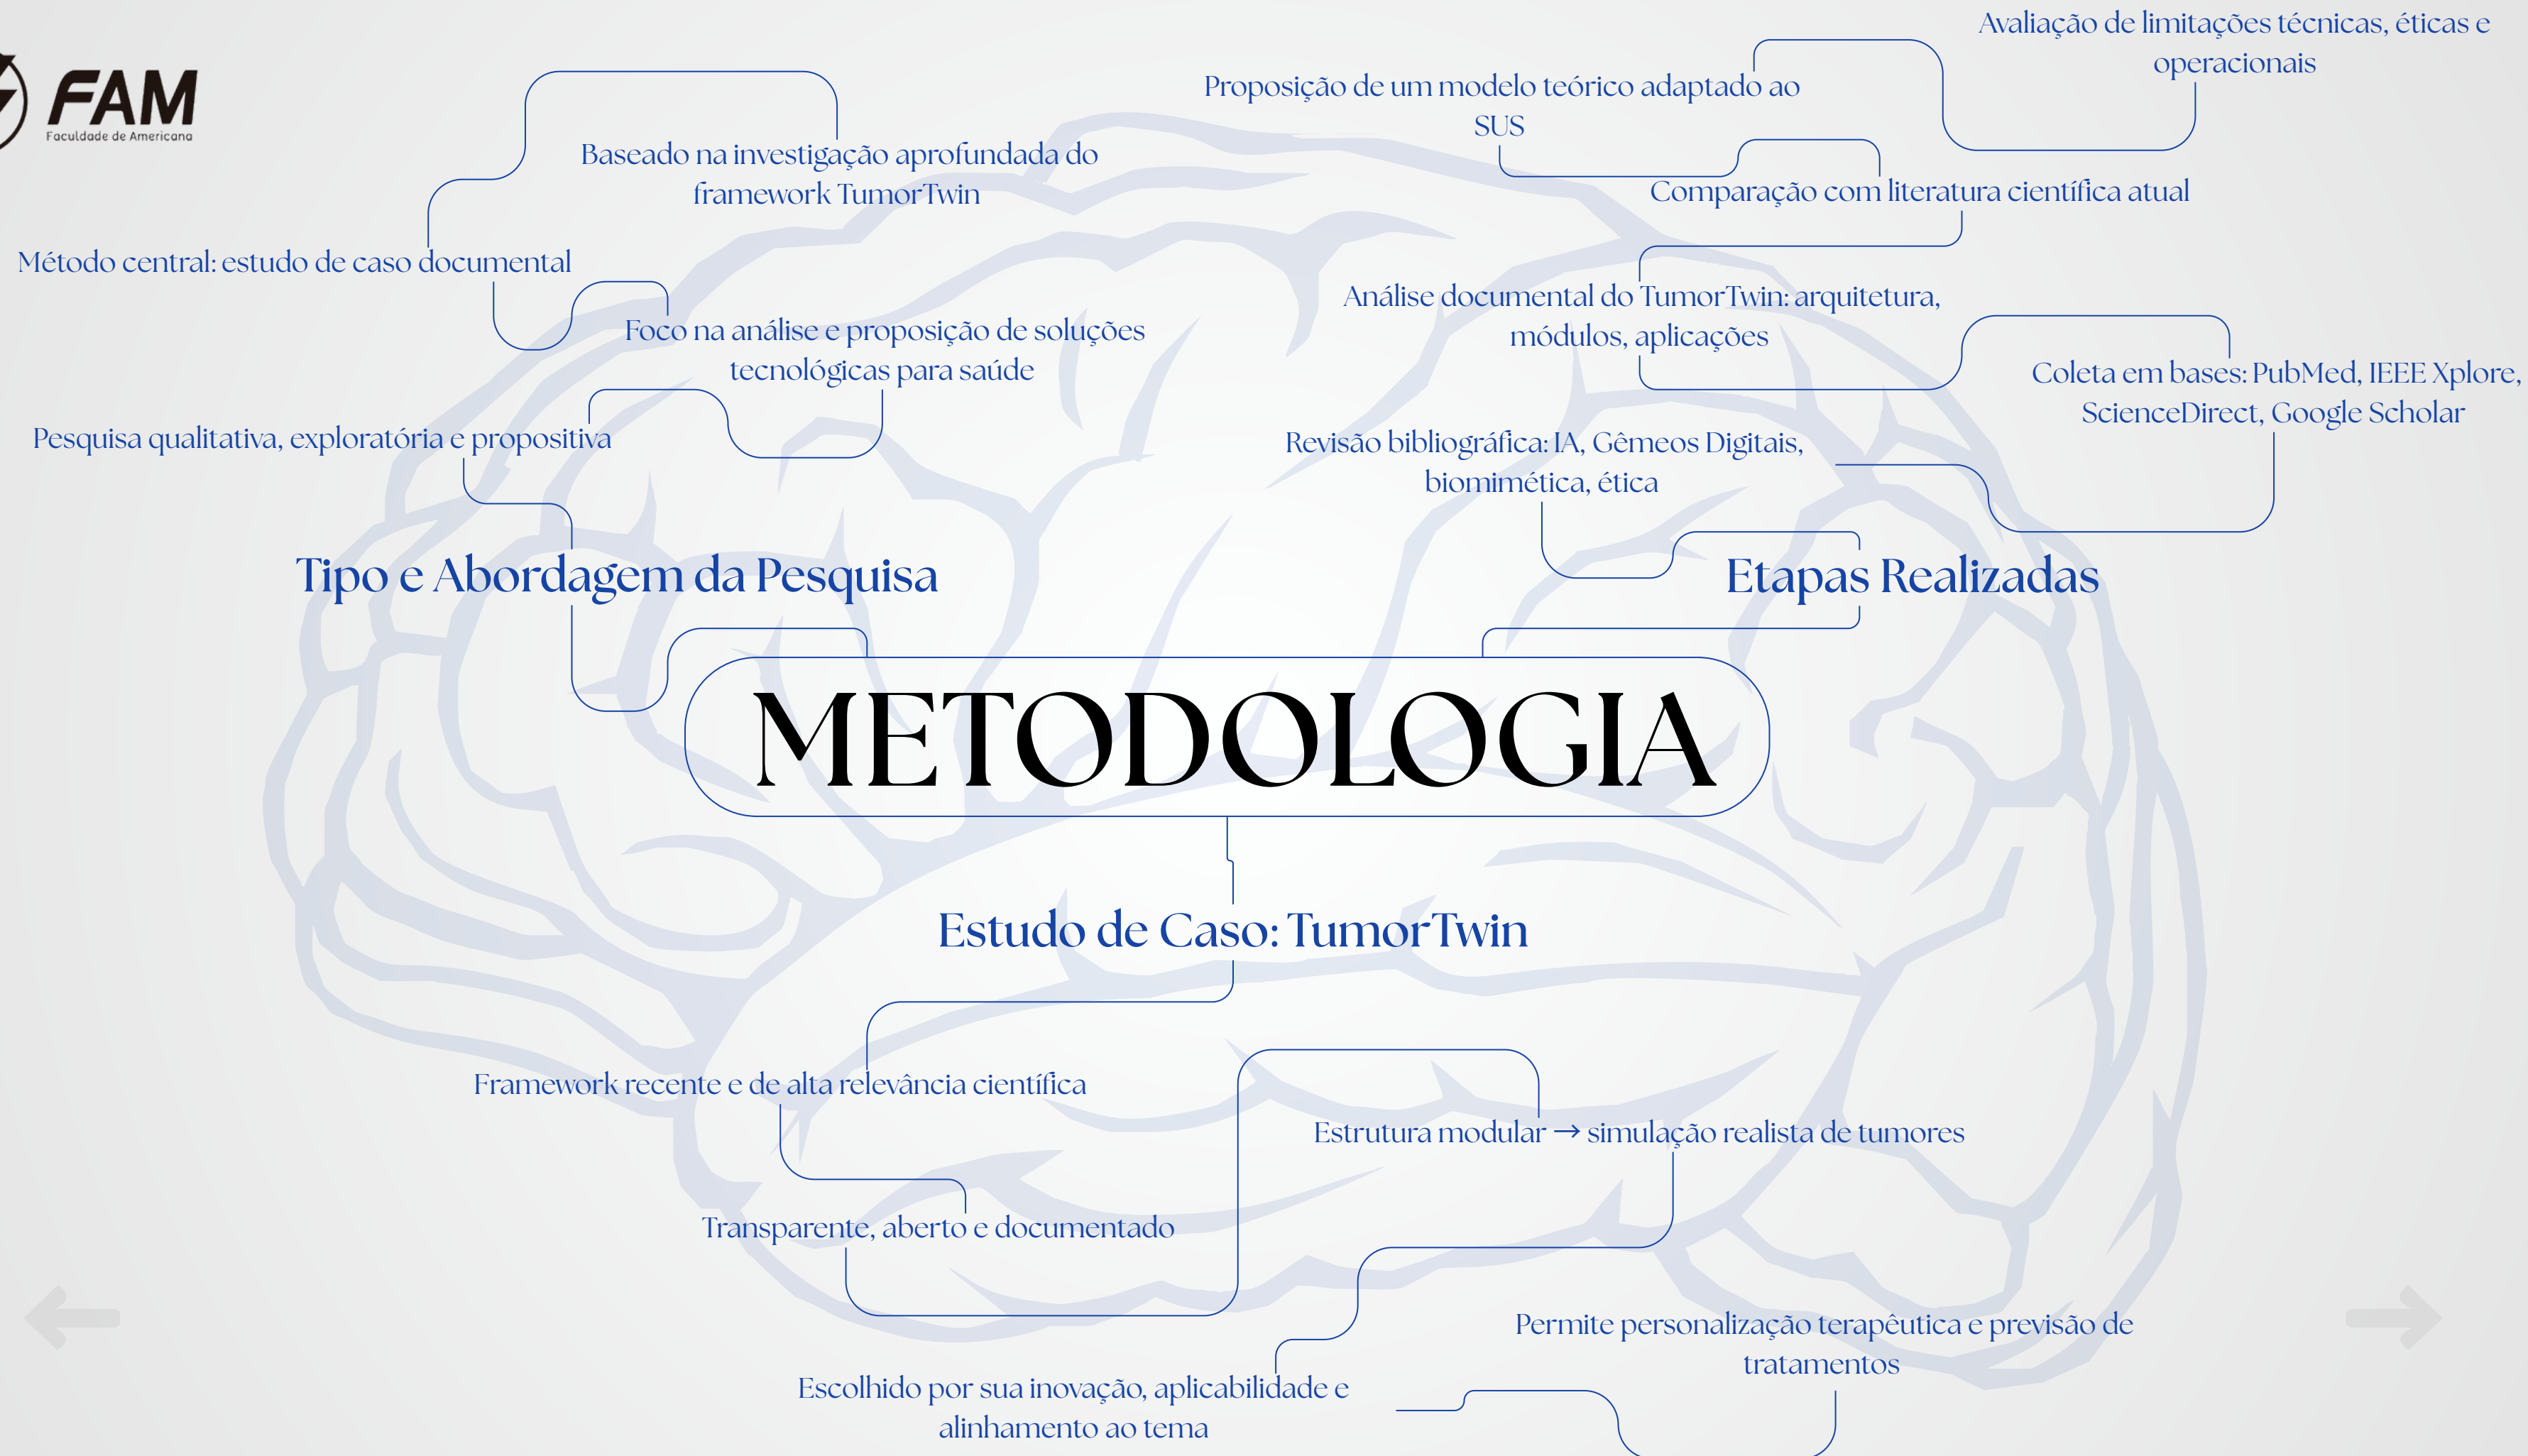 FAM
Faculdade de Americana
METODOLOGIA
Tipo e Abordagem da Pesquisa
Pesquisa qualitativa, exploratória e propositiva
Foco na análise e proposição de soluções
tecnológicas para saúde
Método central: estudo de caso documental
Baseado na investigação aprofundada do
framework TumorTwin
Etapas Realizadas
Revisão bibliográfica: IA, Gêmeos Digitais,
biomimética, ética
Coleta em bases: PubMed, IEEE Xplore,
ScienceDirect, Google Scholar
Análise documental do TumorTwin: arquitetura,
módulos, aplicações
Comparação com literatura científica atual
Proposição de um modelo teórico adaptado ao
SUS
Avaliação de limitações técnicas, éticas e
operacionais
Estudo de Caso: TumorTwin
Framework recente e de alta relevância científica
Transparente, aberto e documentado
Estrutura modular → simulação realista de tumores
Escolhido por sua inovação, aplicabilidade e
alinhamento ao tema
Permite personalização terapêutica e previsão de
tratamentos